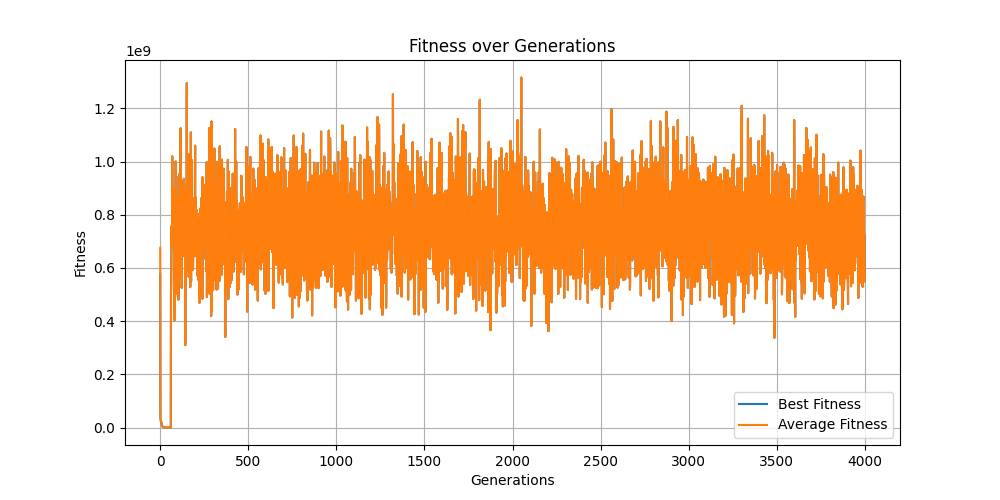 Fitness over Generations
1e9
1.2
1.0
0.8
0.6
0.4
0.2
0.0
Fitness
0 500 1000 1500 2000 2500 3000 3500 4000
Generations
Best Fitness
Average Fitness